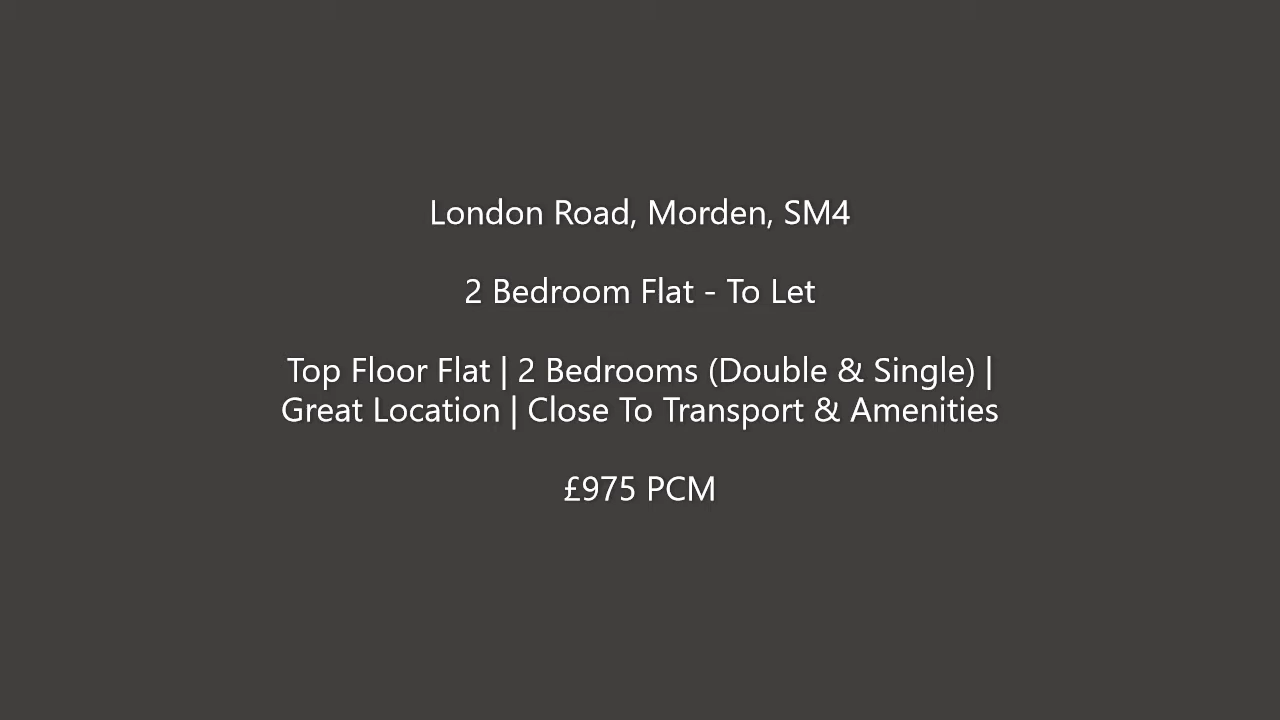 London Road, Morden, SM4
2 Bedroom Flat - To Let
Top Floor Flat | 2 Bedrooms (Double & Single) |
Great Location | Close To Transport & Amenities
£975 PCM